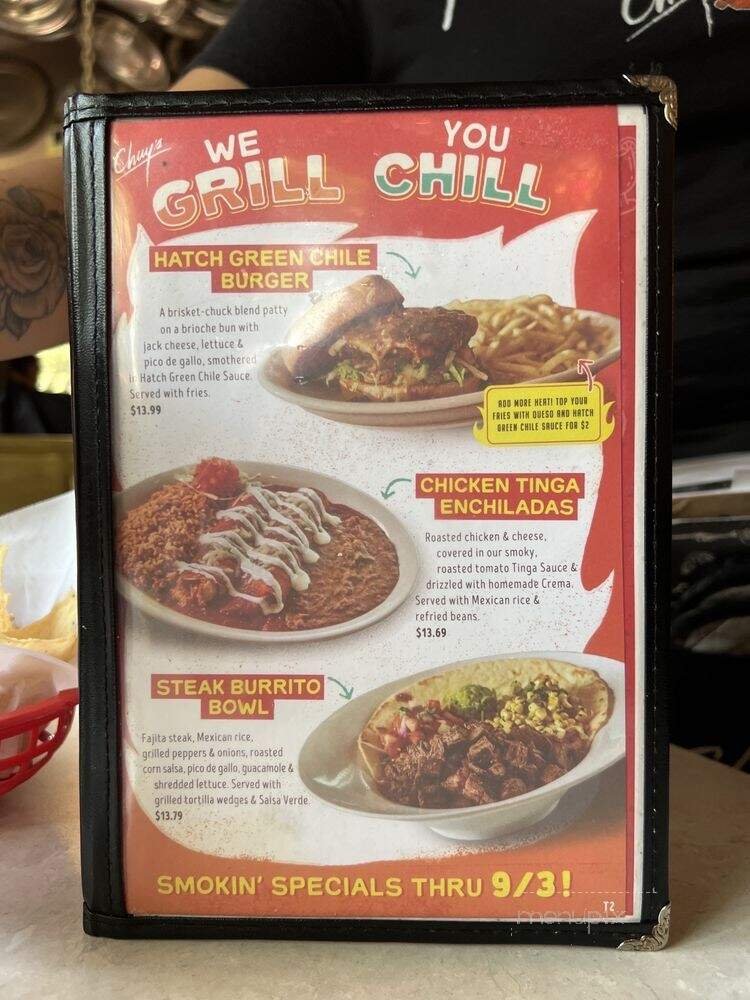 Chuy's
WE
GRILL
YOU
CHILL
HATCH GREEN CHILE
BURGER
A brisket-chuck blend patty
on a brioche bun with
jack cheese, lettuce &
pico de gallo, smothered
in Hatch Green Chile Sauce.
Served with fries.
$13.99
ADD MORE HEAT! TOP YOUR
FRIES WITH QUESO AND HATCH
GREEN CHILE SAUCE FOR $2
CHICKEN TINGA
ENCHILADAS
Roasted chicken & cheese,
covered in our smoky,
roasted tomato Tinga Sauce &
drizzled with homemade Crema.
Served with Mexican rice &
refried beans.
$13.69
STEAK BURRITO
BOWL
Fajita steak, Mexican rice,
grilled peppers & onions, roasted
corn salsa, pico de gallo, guacamole &
shredded lettuce. Served with
grilled tortilla wedges & Salsa Verde.
$13.79
SMOKIN' SPECIALS THRU 9/3!
T2
menupix